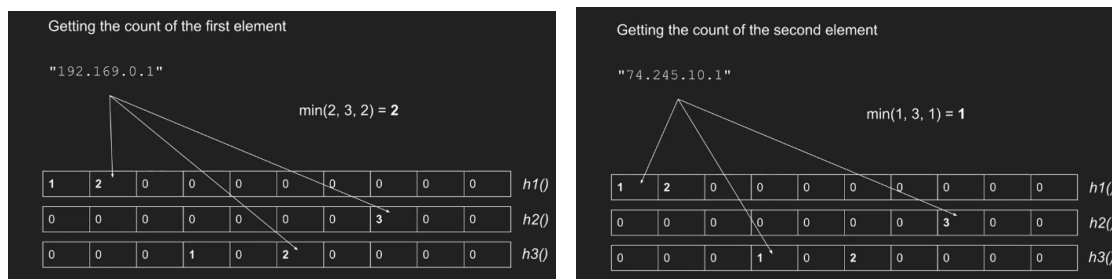 Getting the count of the first element
"192.169.0.1"
min(2, 3, 2) = 2
1 2 0 0 0 0 0 0 0 0 h1()
0 0 0 0 0 0 0 3 0 0 h2()
0 0 0 1 0 2 0 0 0 0 h3()
Getting the count of the second element
"74.245.10.1"
min(1, 3, 1) = 1
1 2 0 0 0 0 0 0 0 0 h1()
0 0 0 0 0 0 0 3 0 0 h2(
0 0 0 1 0 2 0 0 0 0 h3(